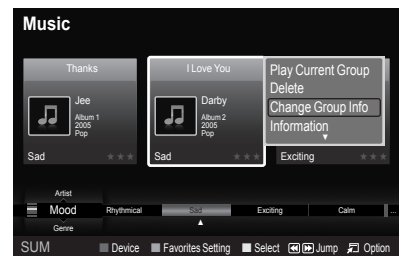 Music
Thanks
Jee
Album 1
2005
Pop
Sad
I Love You
Darby
Album 2
2005
Pop
Sad
Play Current Group
Delete
Change Group Info
Information
Exciting
Artist
Mood
Genre
Rhythmical Sad Exciting Calm ...
SUM Device Favorites Setting Select Jump Option